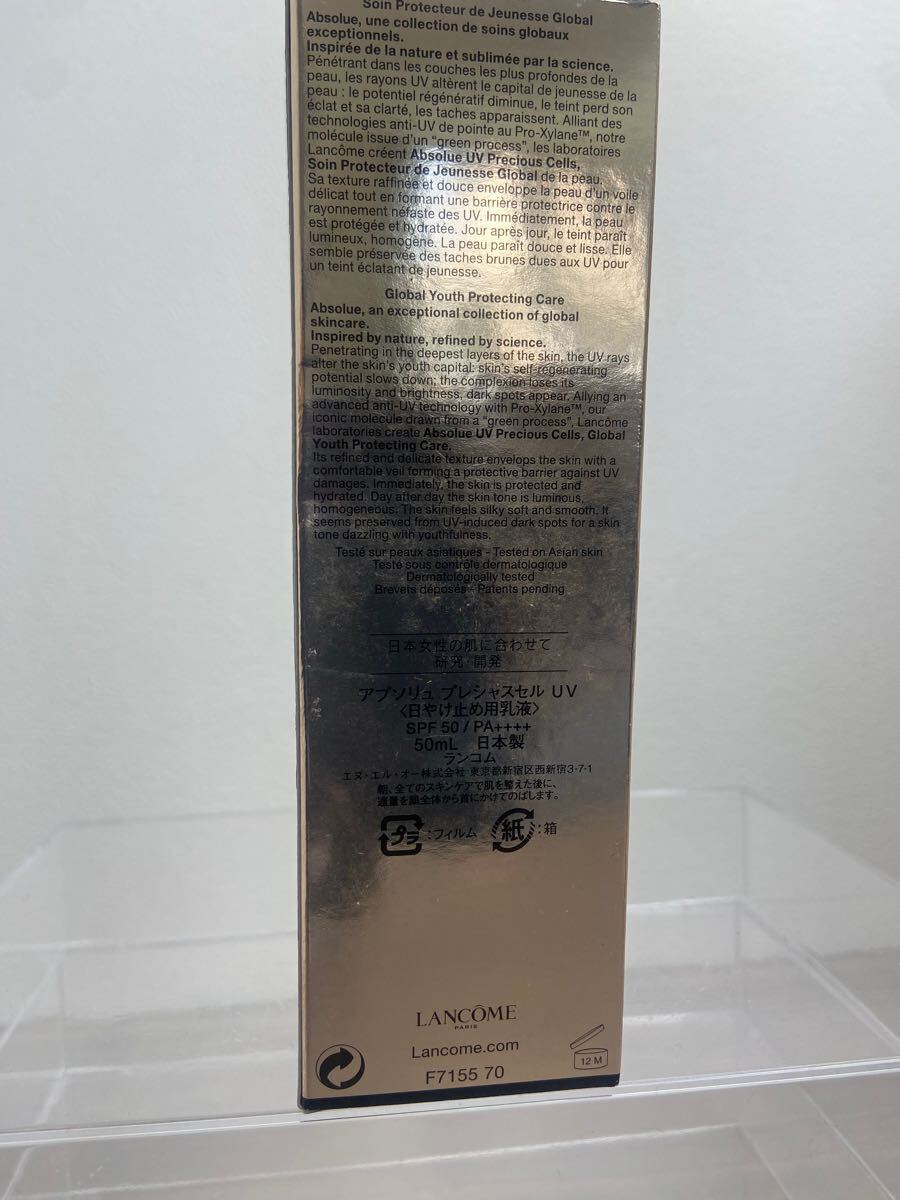 Soin Protecteur de Jeunesse Global
Absolue, une collection de soins globaux
exceptionnels.
Inspirée de la nature et sublimée par la science.
Pénétrant dans les couches les plus profondes de la
peau, les rayons UV altèrent le capital de jeunesse de la
peau : le potentiel régénératif diminue, le teint perd son
éclat et sa clarté, les taches apparaissent. Alliant des
technologies anti-UV de pointe au Pro-Xylane™, notre
molécule issue d'un "green process", les laboratoires
Lancôme créent Absolue UV Precious Cells,
Soin Protecteur de Jeunesse Global de la peau.
Sa texture raffinée et douce enveloppe la peau d'un voile
délicat tout en formant une barrière protectrice contre le
rayonnement néfaste des UV. Immédiatement, la peau
est protégée et hydratée. Jour après jour, le teint paraît
lumineux, homogène. La peau paraît douce et lisse. Elle
semble préservée des taches brunes dues aux UV pour
un teint éclatant de jeunesse.
Global Youth Protecting Care
Absolue, an exceptional collection of global
skincare.
Inspired by nature, refined by science.
Penetrating in the deepest layers of the skin, the UV rays
alter the skin's youth capital: skin's self-regenerating
potential slows down; the complexion loses its
luminosity and brightness, dark spots appear. Allying an
advanced anti-UV technology with Pro-Xylane™, our
iconic molecule drawn from a "green process", Lancôme
laboratories create Absolue UV Precious Cells, Global
Youth Protecting Care.
Its refined and delicate texture envelops the skin with a
comfortable veil forming a protective barrier against UV
damages. Immediately, the skin is protected and
hydrated. Day after day the skin tone is luminous,
homogeneous. The skin feels silky soft and smooth. It
seems preserved from UV-induced dark spots for a skin
tone dazzling with youthfulness.
Testé sur peaux asiatiques - Tested on Asian skin
Testé sous contrôle dermatologique
Dermatologically tested
Brevets déposés - Patents pending
日本女性の肌に合わせて
研究・開発
アプソリュ プレシャスセル UV
〈日やけ止め用乳液〉
SPF 50 / PA++++
50mL 日本製
ランコム
エヌ・エル・オー株式会社 東京都新宿区西新宿3-7-1
朝、全てのスキンケアで肌を整えた後に、
適量を顔全体から首にかけてのばします。
プラ :フィルム 紙 :箱
LANCÔME
PARIS
Lancome.com
12 M
F7155 70